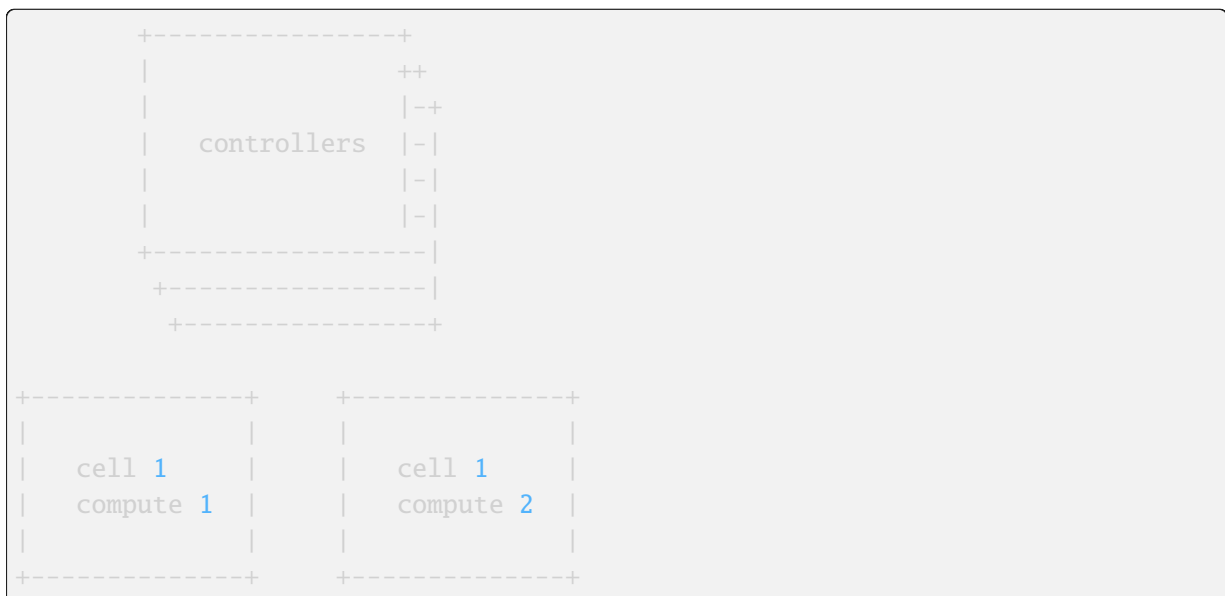 +-----------------+
|                 ++
|                 |-+
|   controllers   |-|
|                 |-|
|                 |-|
+------------------|
+------------------|
+-----------------+
+---------------+     +---------------+
|               |     |               |
|   cell 1      |     |   cell 1      |
|   compute 1   |     |   compute 2   |
|               |     |               |
+---------------+     +---------------+